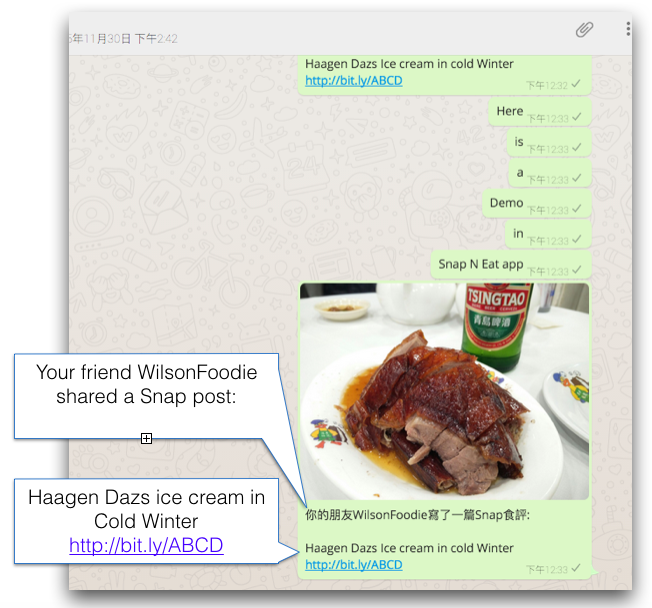 5年11月30日 下午2:42
Haagen Dazs Ice cream in cold Winter
http://bit.ly/ABCD
下午12:32
Here
下午12:33
is
下午12:33
a
下午12:33
Demo
下午12:33
in
下午12:33
Snap N Eat app
下午12:33
TSINGTAO
青島啤酒
Your friend WilsonFoodie
shared a Snap post:
你的朋友WilsonFoodie寫了一篇Snap食評:
Haagen Dazs ice cream in
Cold Winter
http://bit.ly/ABCD
Haagen Dazs Ice cream in cold Winter
http://bit.ly/ABCD
下午12:33